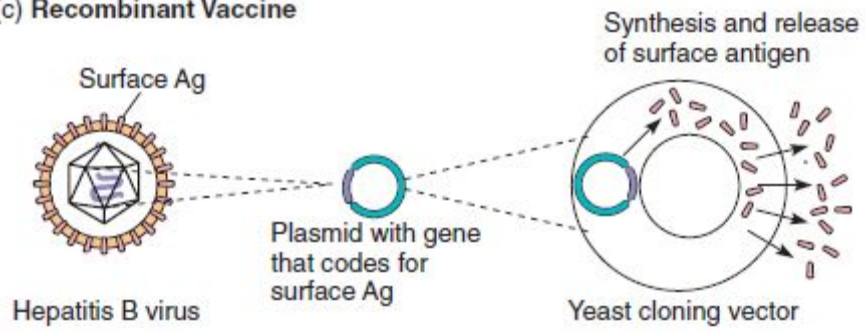 (c) Recombinant Vaccine
Synthesis and release
of surface antigen
Surface Ag
Plasmid with gene
that codes for
surface Ag
Hepatitis B virus
Yeast cloning vector